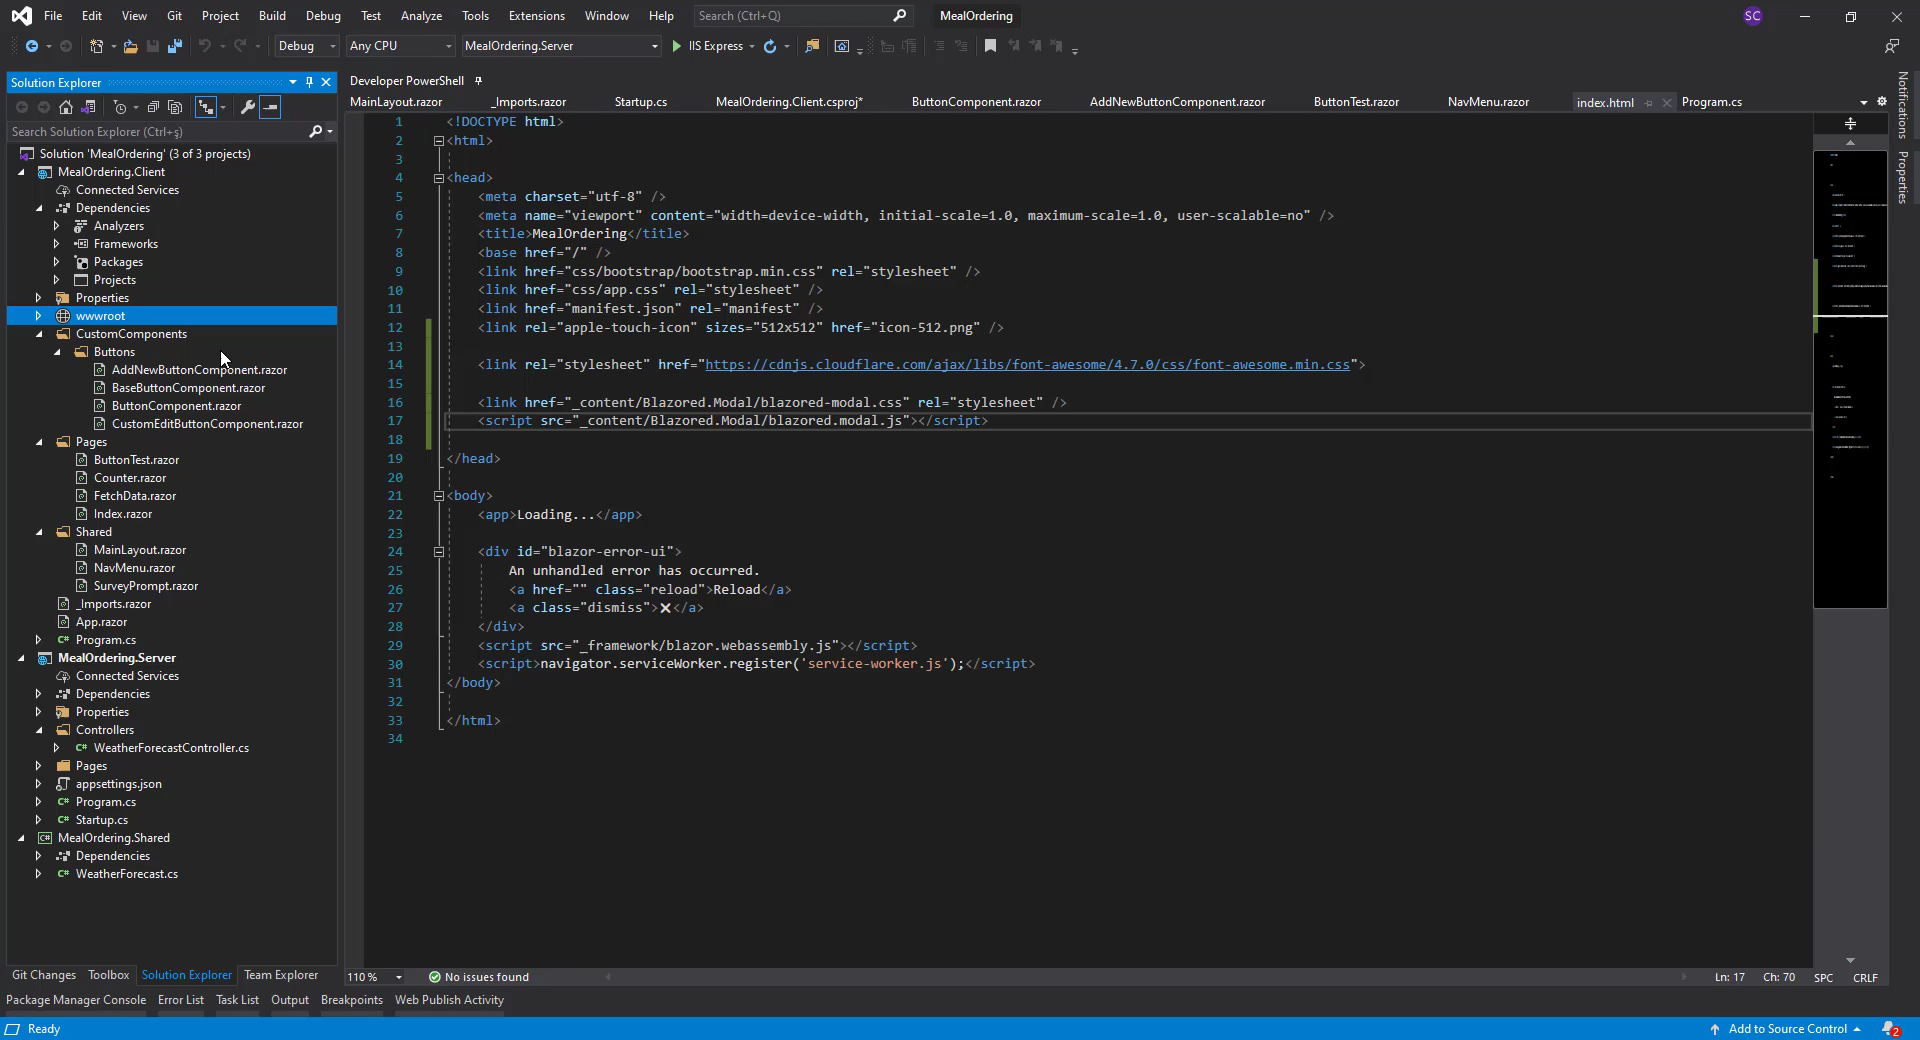 File Edit View Git Project Build Debug Test Analyze Tools Extensions Window Help Search (Ctrl+Q) MealOrdering SC
Debug Any CPU MealOrdering.Server IIS Express
Solution Explorer
Search Solution Explorer (Ctrl+ş)
Solution 'MealOrdering' (3 of 3 projects)
MealOrdering.Client
Connected Services
Dependencies
Analyzers
Frameworks
Packages
Projects
Properties
wwwroot
CustomComponents
Buttons
AddNewButtonComponent.razor
BaseButtonComponent.razor
ButtonComponent.razor
CustomEditButtonComponent.razor
Pages
ButtonTest.razor
Counter.razor
FetchData.razor
Index.razor
Shared
MainLayout.razor
NavMenu.razor
SurveyPrompt.razor
_Imports.razor
App.razor
C# Program.cs
MealOrdering.Server
Connected Services
Dependencies
Properties
Controllers
C# WeatherForecastController.cs
Pages
appsettings.json
C# Program.cs
C# Startup.cs
C# MealOrdering.Shared
Dependencies
C# WeatherForecast.cs
Git Changes Toolbox Solution Explorer Team Explorer
Developer PowerShell
MainLayout.razor _Imports.razor Startup.cs MealOrdering.Client.csproj* ButtonComponent.razor AddNewButtonComponent.razor ButtonTest.razor NavMenu.razor index.html Program.cs
1 <!DOCTYPE html>
2 <html>
3
4 <head>
5 <meta charset="utf-8" />
6 <meta name="viewport" content="width=device-width, initial-scale=1.0, maximum-scale=1.0, user-scalable=no" />
7 <title>MealOrdering</title>
8 <base href="/" />
9 <link href="css/bootstrap/bootstrap.min.css" rel="stylesheet" />
10 <link href="css/app.css" rel="stylesheet" />
11 <link href="manifest.json" rel="manifest" />
12 <link rel="apple-touch-icon" sizes="512x512" href="icon-512.png" />
13
14 <link rel="stylesheet" href="https://cdnjs.cloudflare.com/ajax/libs/font-awesome/4.7.0/css/font-awesome.min.css">
15
16 <link href="_content/Blazored.Modal/blazored-modal.css" rel="stylesheet" />
17 <script src="_content/Blazored.Modal/blazored.modal.js"></script>
18
19 </head>
20
21 <body>
22 <app>Loading...</app>
23
24 <div id="blazor-error-ui">
25 An unhandled error has occurred.
26 <a href="" class="reload">Reload</a>
27 <a class="dismiss">🗙</a>
28 </div>
29 <script src="_framework/blazor.webassembly.js"></script>
30 <script>navigator.serviceWorker.register('service-worker.js');</script>
31 </body>
32
33 </html>
34
110 % No issues found Ln: 17 Ch: 70 SPC CRLF
Notifications
Properties
Package Manager Console Error List Task List Output Breakpoints Web Publish Activity
Ready Add to Source Control 2